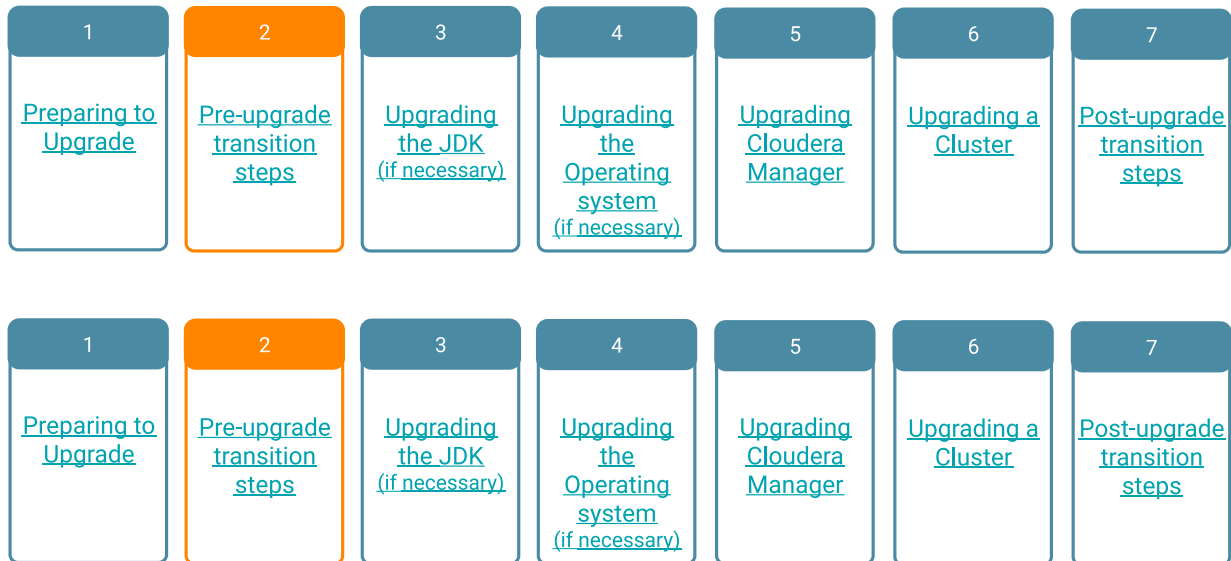 1
2
3
4
5
6
7
Preparing to
Upgrade
Pre-upgrade
transition
steps
Upgrading
the JDK
(if necessary)
Upgrading
the
Operating
system
(if necessary)
Upgrading
Cloudera
Manager
Upgrading a
Cluster
Post-upgrade
transition
steps
1
2
3
4
5
6
7
Preparing to
Upgrade
Pre-upgrade
transition
steps
Upgrading
the JDK
(if necessary)
Upgrading
the
Operating
system
(if necessary)
Upgrading
Cloudera
Manager
Upgrading a
Cluster
Post-upgrade
transition
steps